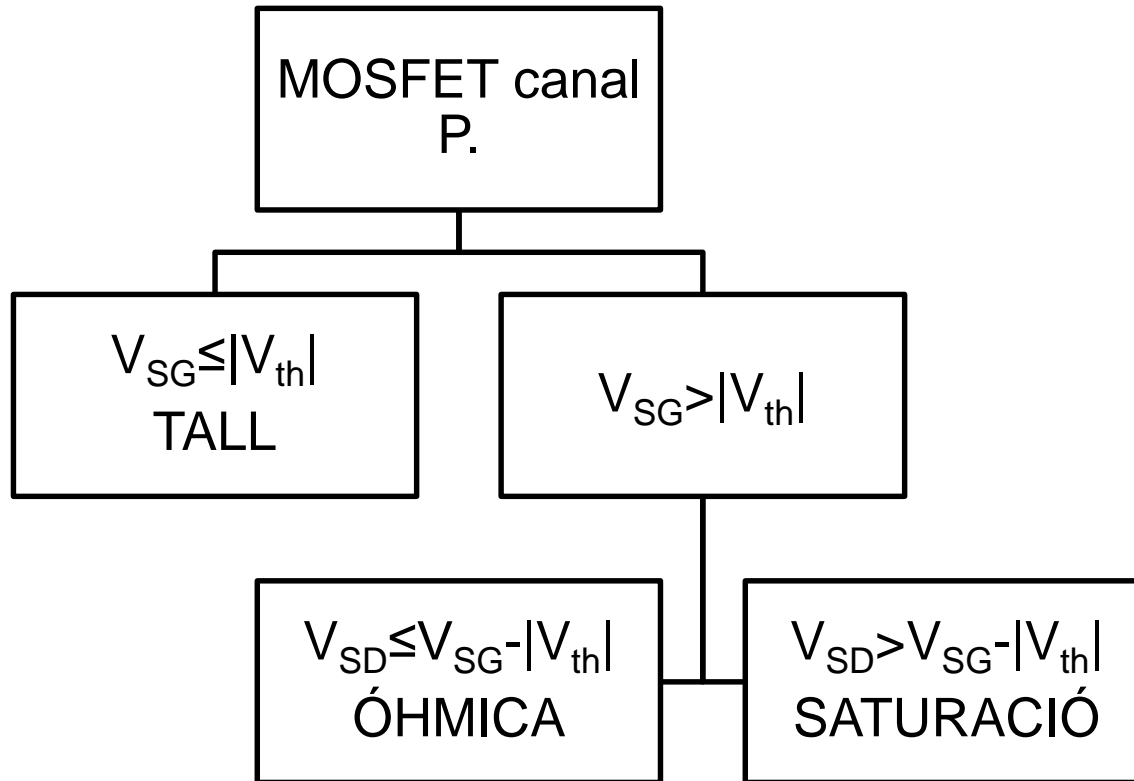 MOSFET canal
P.
V_SG≤|V_th|
TALL
V_SG>|V_th|
V_SD≤V_SG-|V_th|
ÓHMICA
V_SD>V_SG-|V_th|
SATURACIÓ